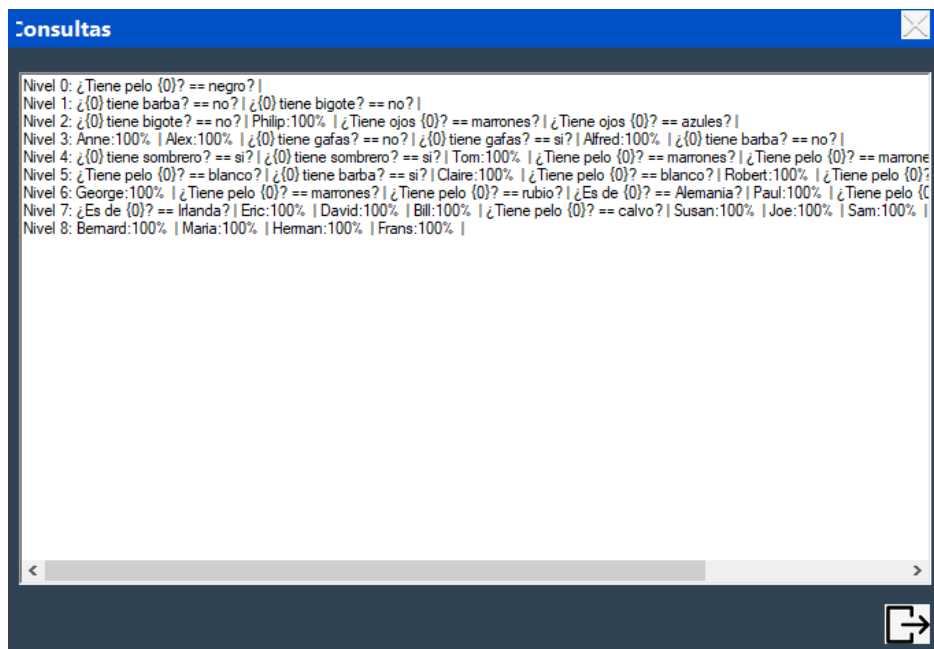 Consultas
Nivel 0: ¿Tiene pelo {0}? == negro? |
Nivel 1: ¿{0} tiene barba? == no? | ¿{0} tiene bigote? == no? |
Nivel 2: ¿{0} tiene bigote? == no? | Philip:100% | ¿Tiene ojos {0}? == marrones? | ¿Tiene ojos {0}? == azules? |
Nivel 3: Anne:100% | Alex:100% | ¿{0} tiene gafas? == no? | ¿{0} tiene gafas? == si? | Alfred:100% | ¿{0} tiene barba? == no? |
Nivel 4: ¿{0} tiene sombrero? == si? | ¿{0} tiene sombrero? == si? | Tom:100% | ¿Tiene pelo {0}? == marrones? | ¿Tiene pelo {0}? == marrone
Nivel 5: ¿Tiene pelo {0}? == blanco? | ¿{0} tiene barba? == si? | Claire:100% | ¿Tiene pelo {0}? == blanco? | Robert:100% | ¿Tiene pelo {0}?
Nivel 6: George:100% | ¿Tiene pelo {0}? == marrones? | ¿Tiene pelo {0}? == rubio? | ¿Es de {0}? == Alemania? | Paul:100% | ¿Tiene pelo {0
Nivel 7: ¿Es de {0}? == Irlanda? | Eric:100% | David:100% | Bill:100% | ¿Tiene pelo {0}? == calvo? | Susan:100% | Joe:100% | Sam:100% |
Nivel 8: Bernard:100% | Maria:100% | Herman:100% | Frans:100% |